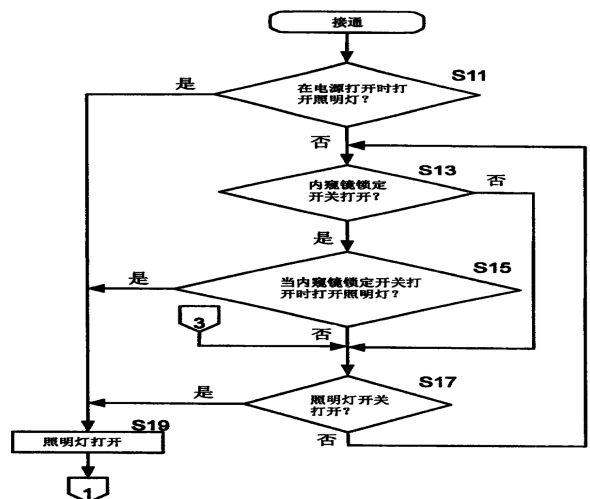 接通
S11
在电源打开时打
开照明灯?
是
否
S13
内窥镜锁定
开关打开?
否
是
S15
当内窥镜锁定开关打
开时打开照明灯?
是
3
否
S17
照明灯开关
打开?
是
否
S19
照明灯打开
1